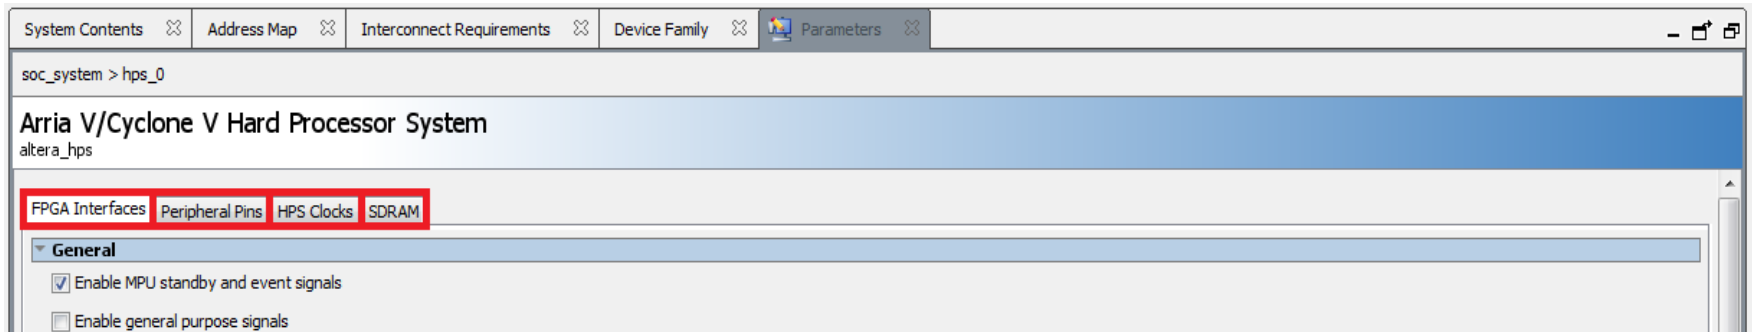 System Contents Address Map Interconnect Requirements Device Family Parameters
soc_system > hps_0
Arria V/Cyclone V Hard Processor System
altera_hps
FPGA Interfaces Peripheral Pins HPS Clocks SDRAM
General
Enable MPU standby and event signals
Enable general purpose signals